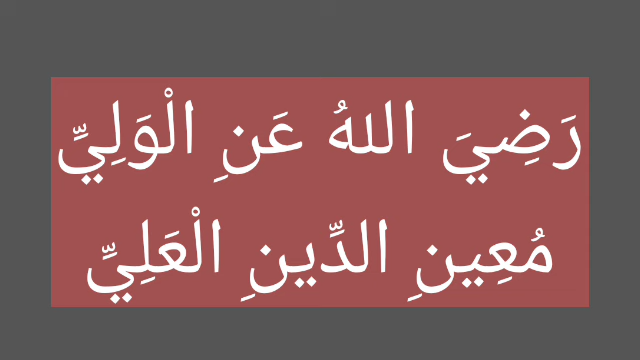 رَضِيَ اللهُ عَنِ الْوَلِيِّ
مُعِينِ الدِّينِ الْعَلِيِّ